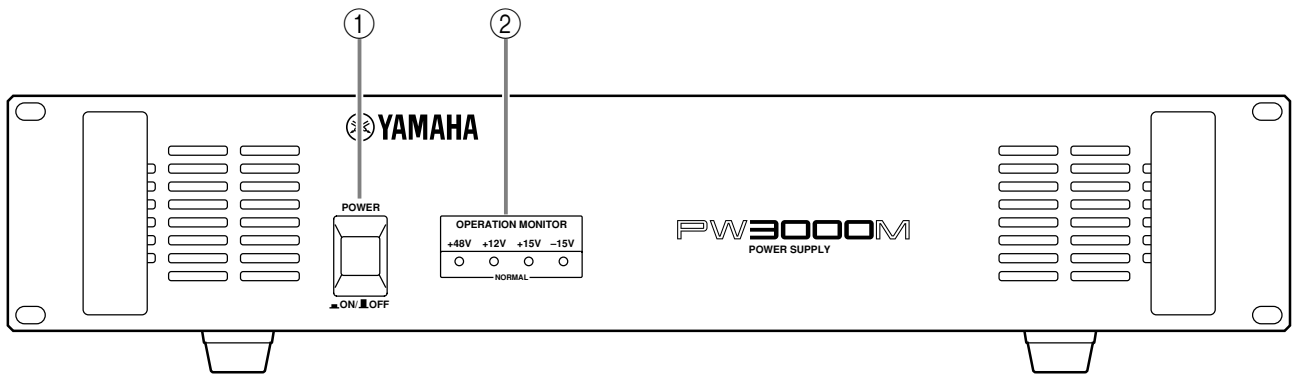 ① ②
YAMAHA
POWER
ON/ OFF
OPERATION MONITOR
+48V +12V +15V –15V
NORMAL
PW3000M
POWER SUPPLY